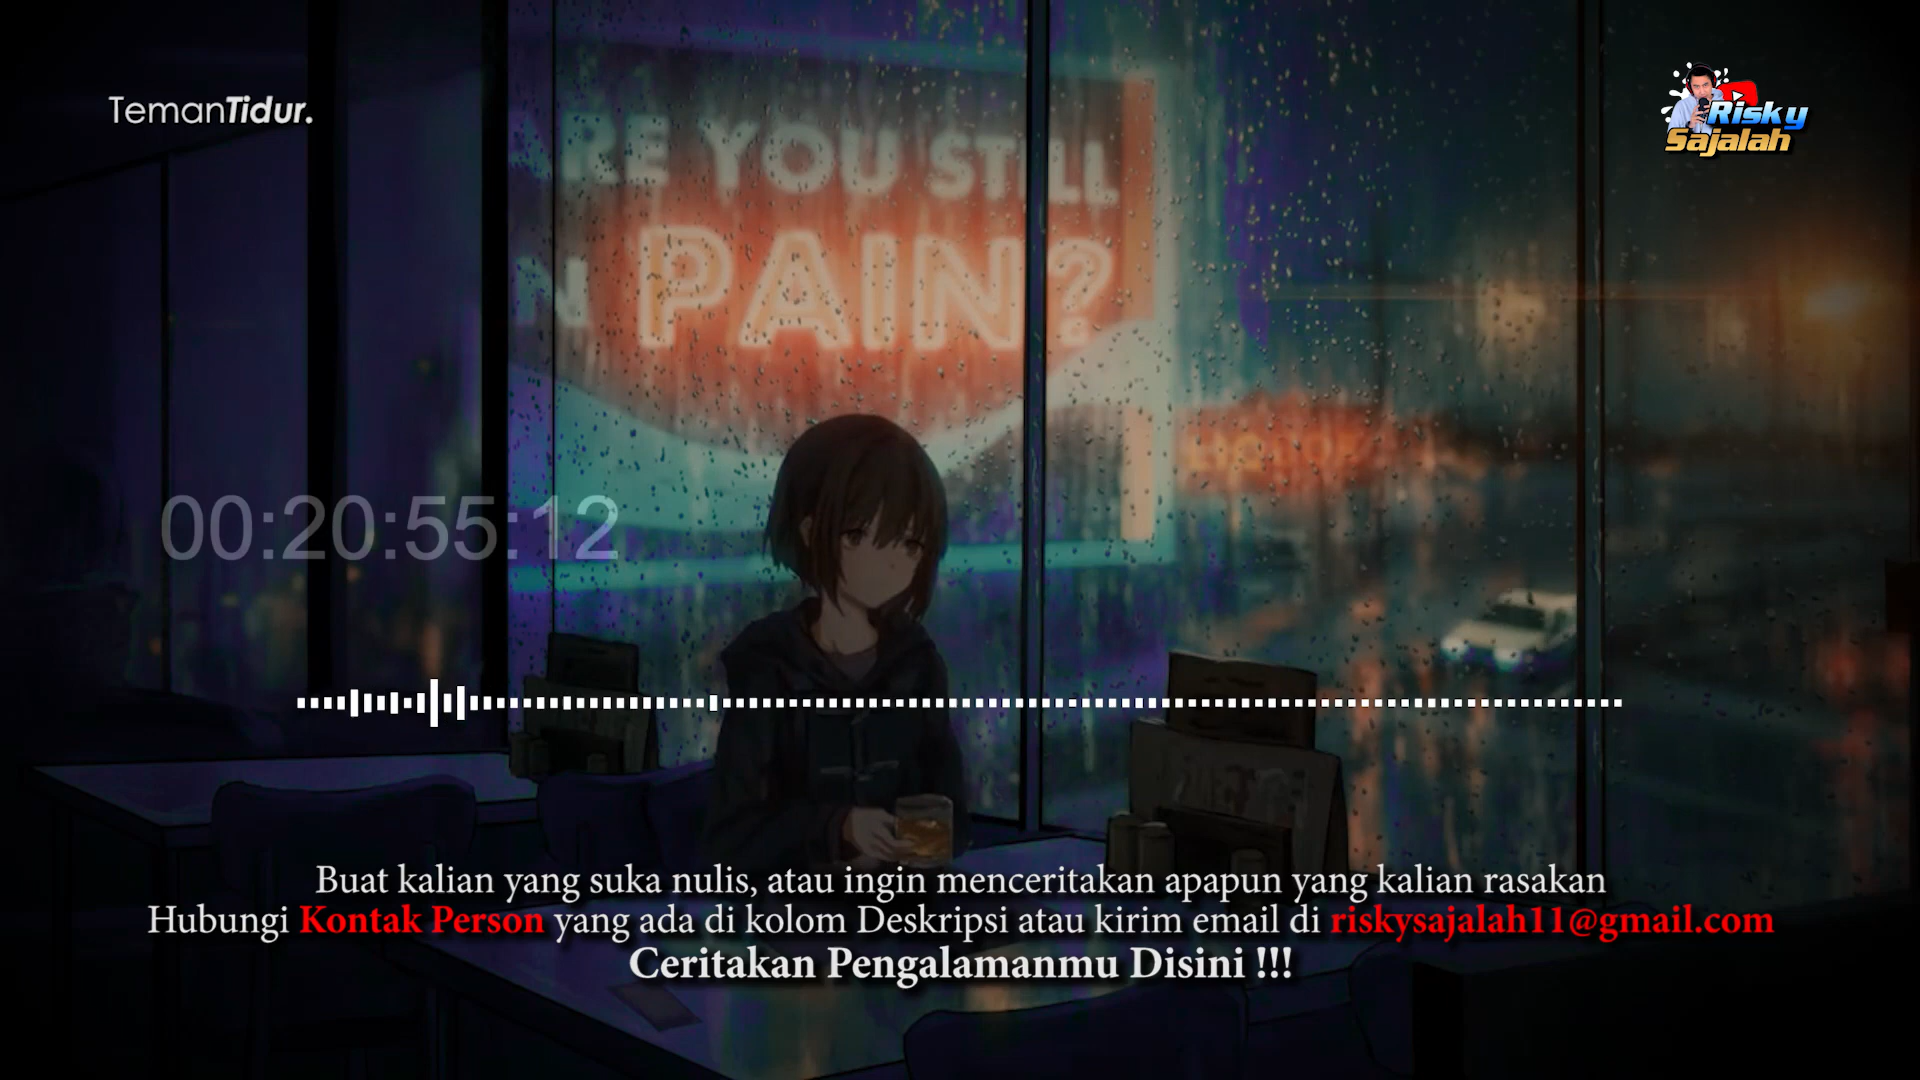 TemanTidur.
Risky
Sajalah
ARE YOU STILL
IN PAIN?
00:20:55:12
Buat kalian yang suka nulis, atau ingin menceritakan apapun yang kalian rasakan
Hubungi Kontak Person yang ada di kolom Deskripsi atau kirim email di riskysajalah11@gmail.com
Ceritakan Pengalamanmu Disini !!!